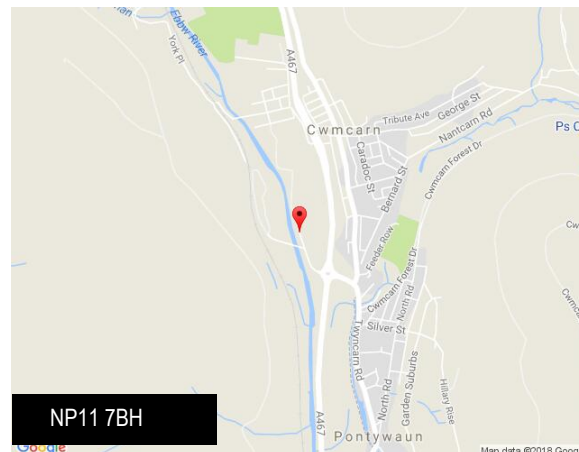 Ebbw River
York Pl
A467
Cwmcarn
Tribute Ave
George St
Nantcarn Rd
Caradoc St
Bernard St
Cwmcarn Forest Dr
Feeder Row
Cwmcarn Forest Dr
North Rd
Silver St
Twyncarn Rd
North Rd
Garden Suburbs
Hillary Rise
A467
Pontywaun
NP11 7BH
Google
Map data ©2018 Goog